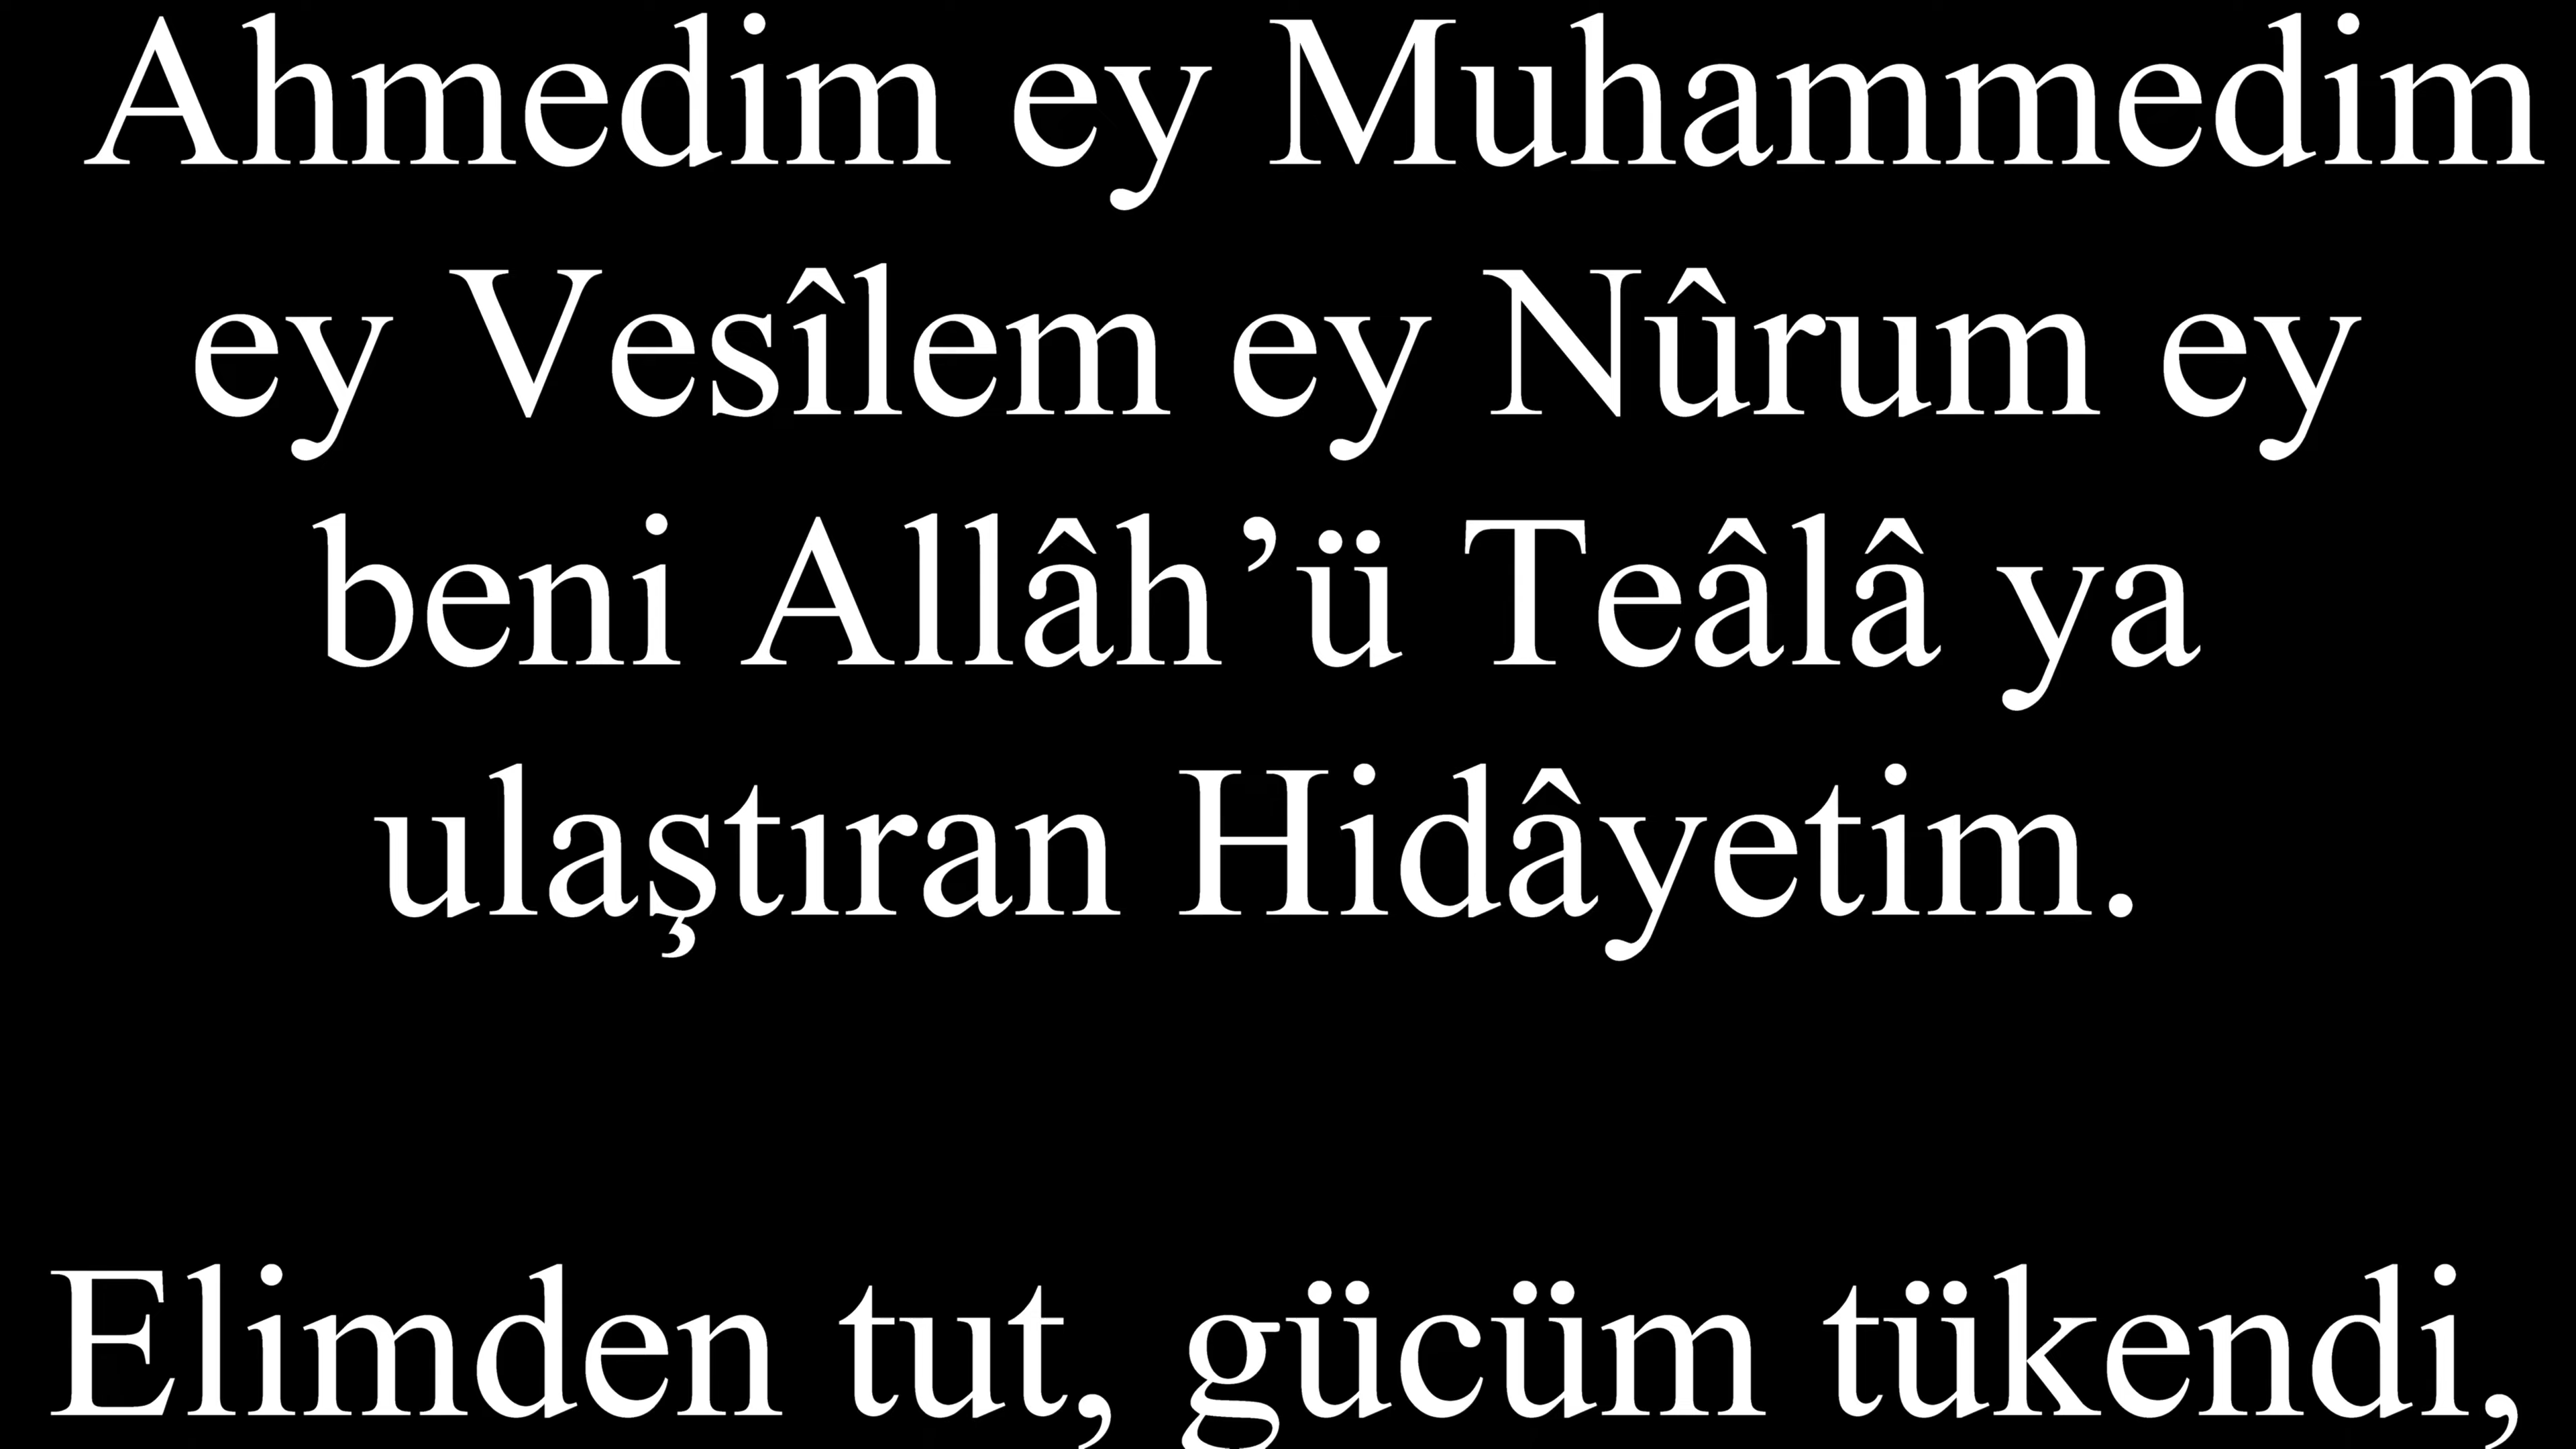 Ahmedim ey Muhammedim
ey Vesîlem ey Nûrum ey
beni Allâh’ü Teâlâ ya
ulaştıran Hidâyetim.
Elimden tut, gücüm tükendi,